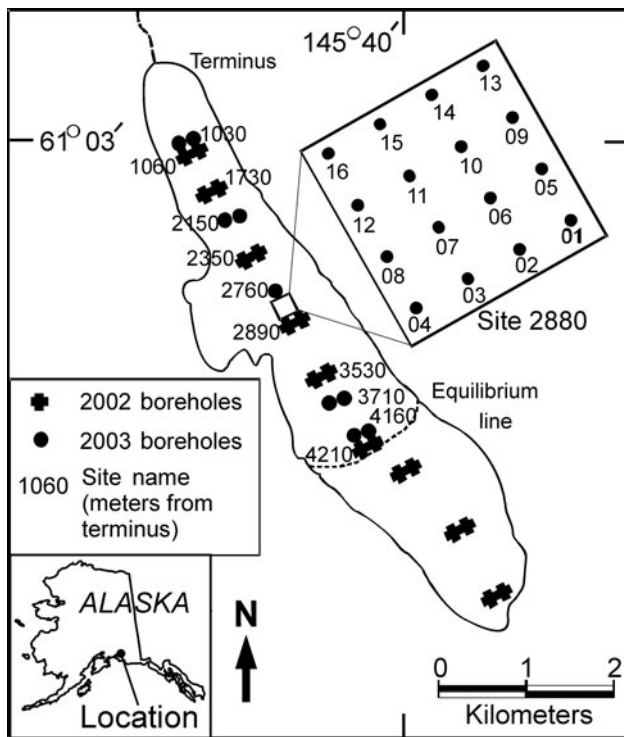 145° 40′
Terminus
61° 03′
1030
1060
1730
2150
2350
2760
2890
3530
3710
4160
4210
Equilibrium
line
13
14
09
15
10
05
16
11
06
01
12
07
02
08
03
04
Site 2880
2002 boreholes
2003 boreholes
1060 Site name
(meters from
terminus)
ALASKA
Location
N
0 1 2
Kilometers